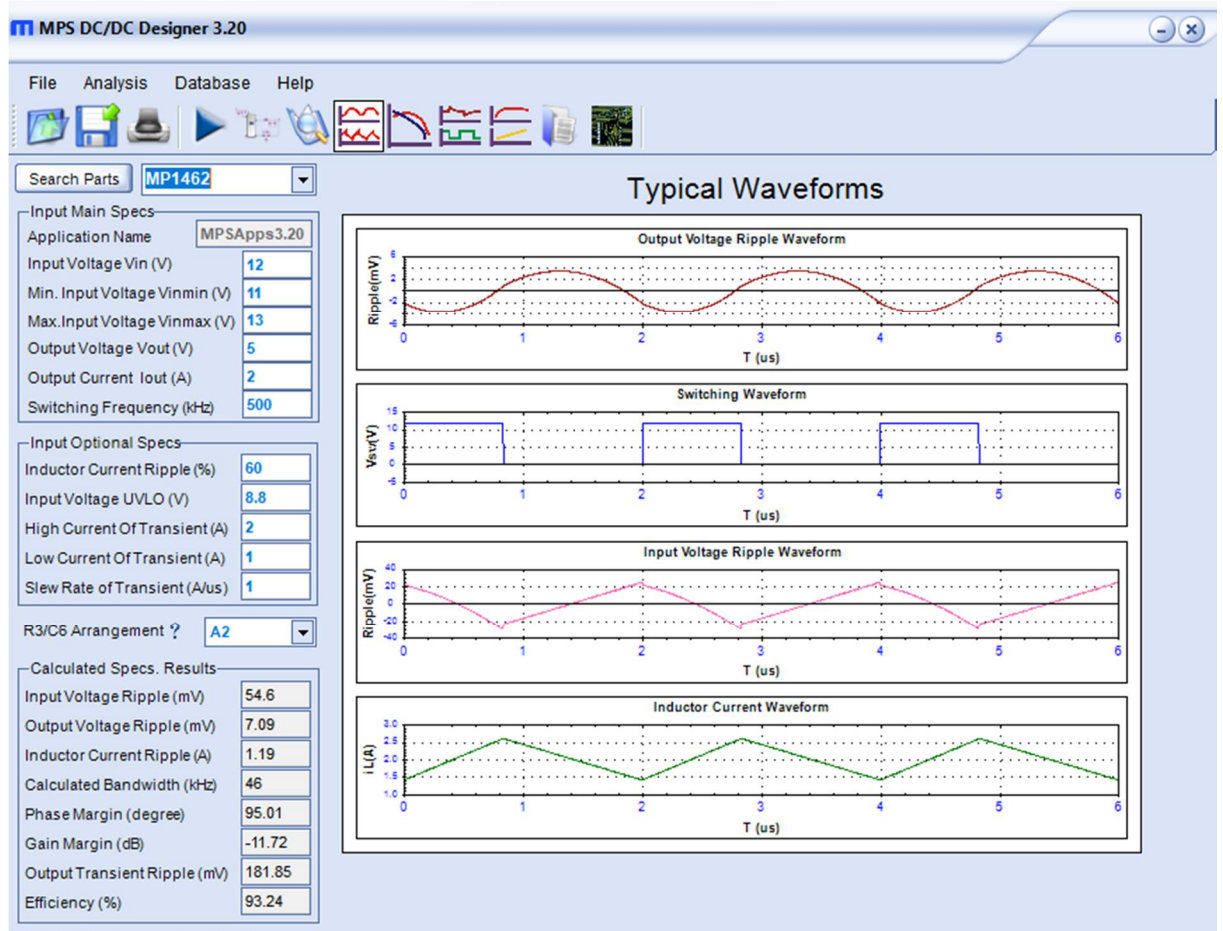 MPS DC/DC Designer 3.20
File Analysis Database Help
Search Parts MP1462
Input Main Specs
Application Name MPSApps3.20
Input Voltage Vin (V) 12
Min. Input Voltage Vinmin (V) 11
Max.Input Voltage Vinmax (V) 13
Output Voltage Vout (V) 5
Output Current Iout (A) 2
Switching Frequency (kHz) 500
Input Optional Specs
Inductor Current Ripple (%) 60
Input Voltage UVLO (V) 8.8
High Current Of Transient (A) 2
Low Current Of Transient (A) 1
Slew Rate of Transient (A/us) 1
R3/C6 Arrangement ? A2
Calculated Specs. Results
Input Voltage Ripple (mV) 54.6
Output Voltage Ripple (mV) 7.09
Inductor Current Ripple (A) 1.19
Calculated Bandwidth (kHz) 46
Phase Margin (degree) 95.01
Gain Margin (dB) -11.72
Output Transient Ripple (mV) 181.85
Efficiency (%) 93.24
Typical Waveforms
Output Voltage Ripple Waveform
Ripple(mV)
6
2
-2
-6
0 1 2 3 4 5 6
T (us)
Switching Waveform
Vsw(V)
15
10
5
0
-5
0 1 2 3 4 5 6
T (us)
Input Voltage Ripple Waveform
Ripple(mV)
40
20
0
-20
-40
0 1 2 3 4 5 6
T (us)
Inductor Current Waveform
iL(A)
3.0
2.5
2.0
1.5
1.0
0 1 2 3 4 5 6
T (us)